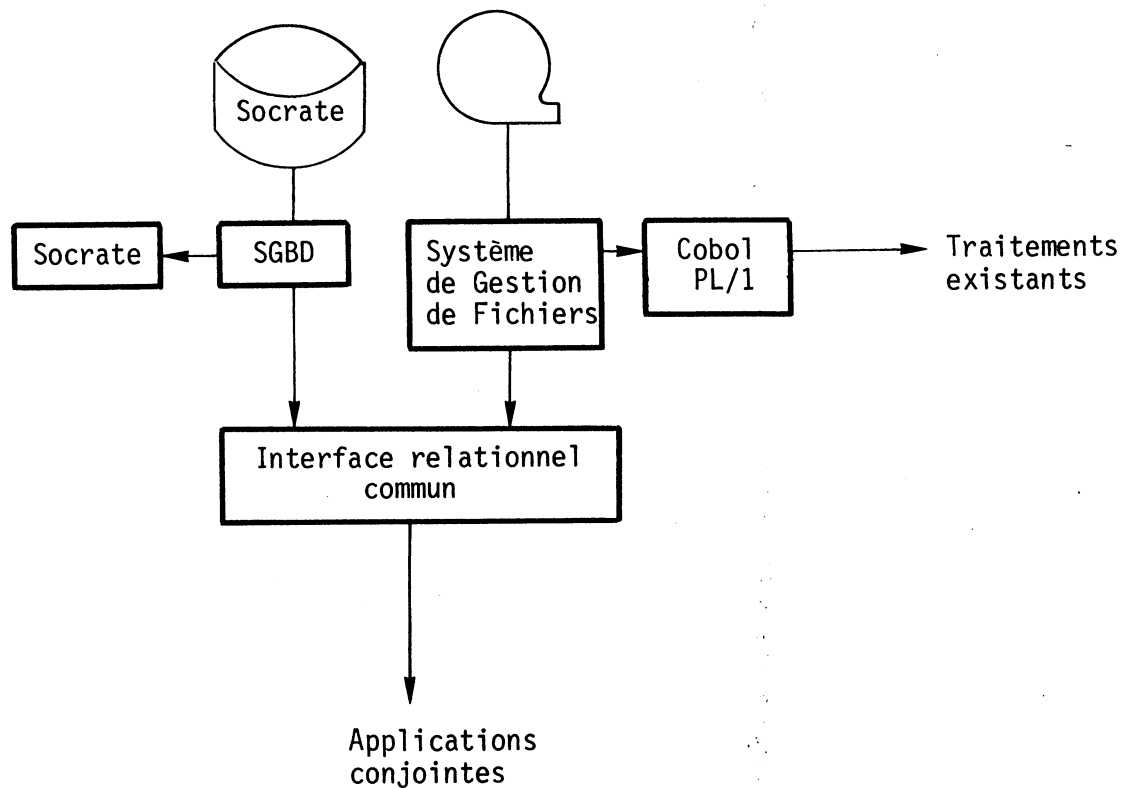 Socrate
Socrate
SGBD
Système
de Gestion
de Fichiers
Cobol
PL/1
Traitements
existants
Interface relationnel
commun
Applications
conjointes